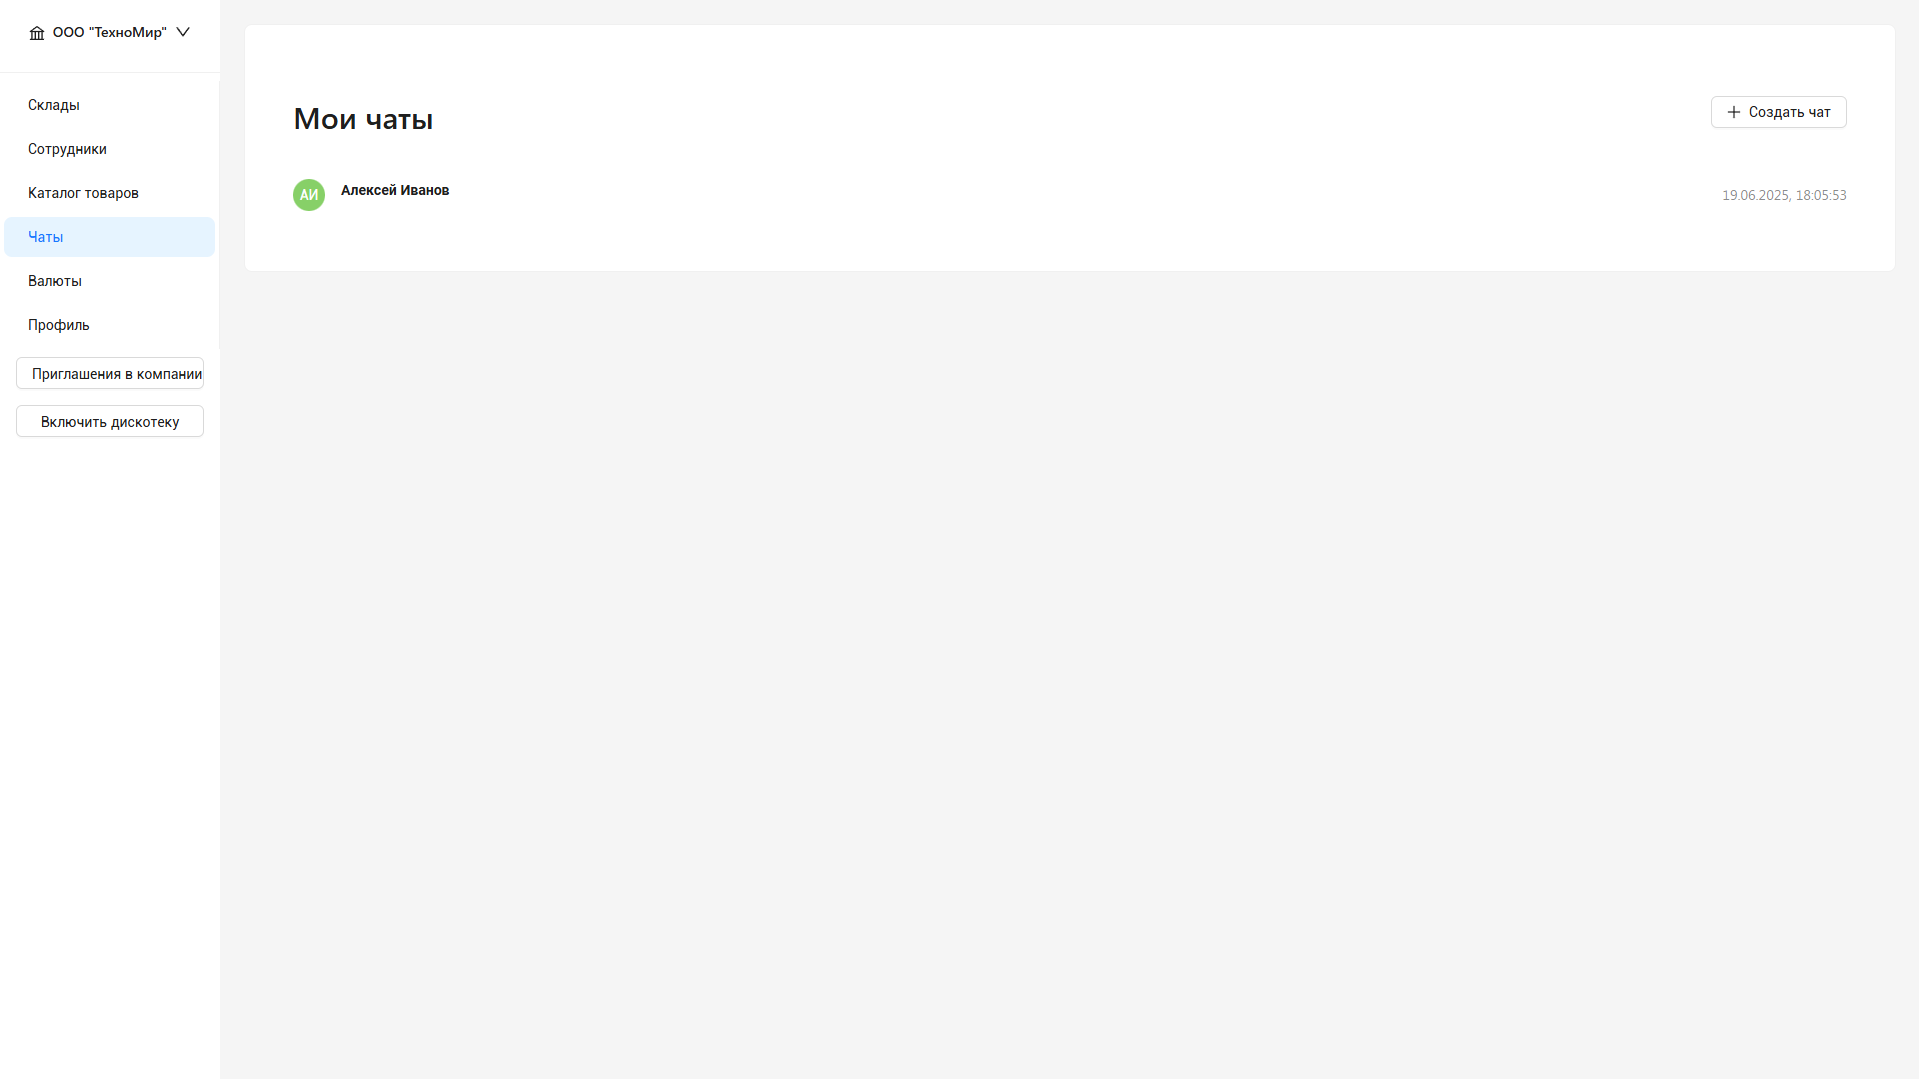 ООО "ТехноМир"
Склады
Сотрудники
Каталог товаров
Чаты
Валюты
Профиль
Приглашения в компании
Включить дискотеку
Мои чаты
Создать чат
АИ
Алексей Иванов
19.06.2025, 18:05:53